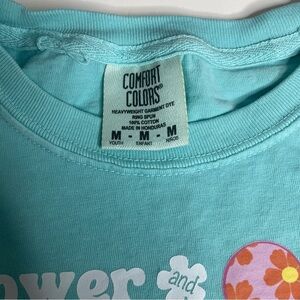 COMFORT
COLORS®
HEAVYWEIGHT GARMENT DYE
RING SPUN
100% COTTON
MADE IN HONDURAS
M - M - M
YOUTH ENFANT NIÑOS
ower
and